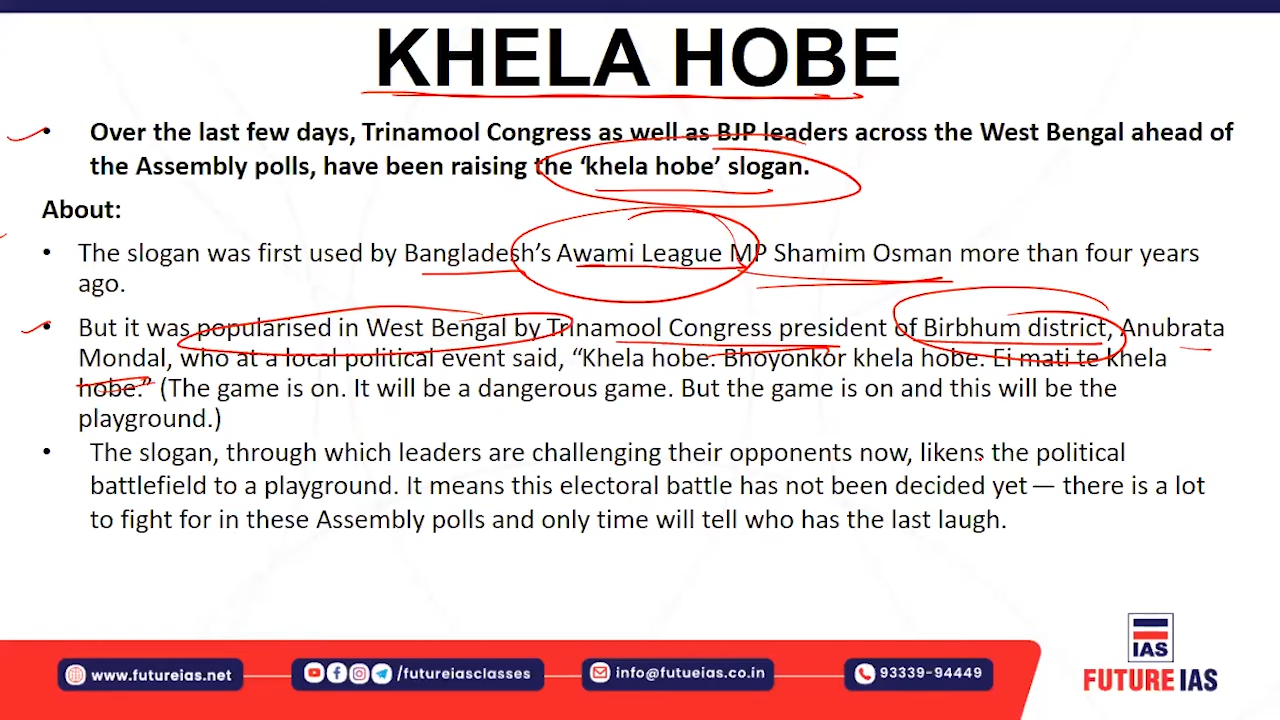 KHELA HOBE
• Over the last few days, Trinamool Congress as well as BJP leaders across the West Bengal ahead of
the Assembly polls, have been raising the ‘khela hobe’ slogan.
About:
• The slogan was first used by Bangladesh’s Awami League MP Shamim Osman more than four years
ago.
• But it was popularised in West Bengal by Trinamool Congress president of Birbhum district, Anubrata
Mondal, who at a local political event said, “Khela hobe. Bhoyonkor khela hobe. Ei mati te khela
hobe.” (The game is on. It will be a dangerous game. But the game is on and this will be the
playground.)
• The slogan, through which leaders are challenging their opponents now, likens the political
battlefield to a playground. It means this electoral battle has not been decided yet — there is a lot
to fight for in these Assembly polls and only time will tell who has the last laugh.
IAS
FUTURE IAS
www.futureias.net
/futureiasclasses
info@futueias.co.in
93339-94449